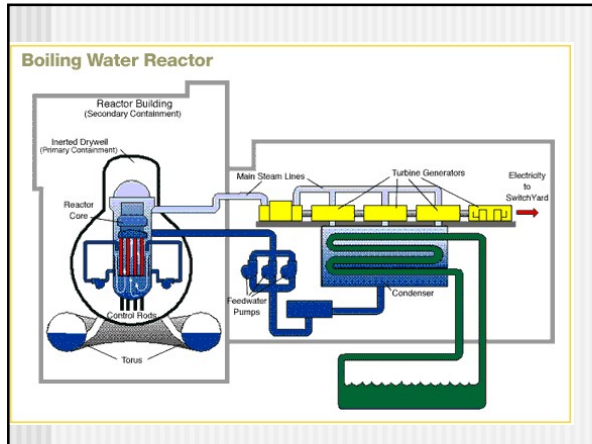 Boiling Water Reactor
Reactor Building
(Secondary Containment)
Inerted Drywell
(Primary Containment)
Main Steam Lines
Turbine Generators
Electricity
to
SwitchYard
Reactor
Core
Feedwater
Pumps
Condenser
Control Rods
Torus